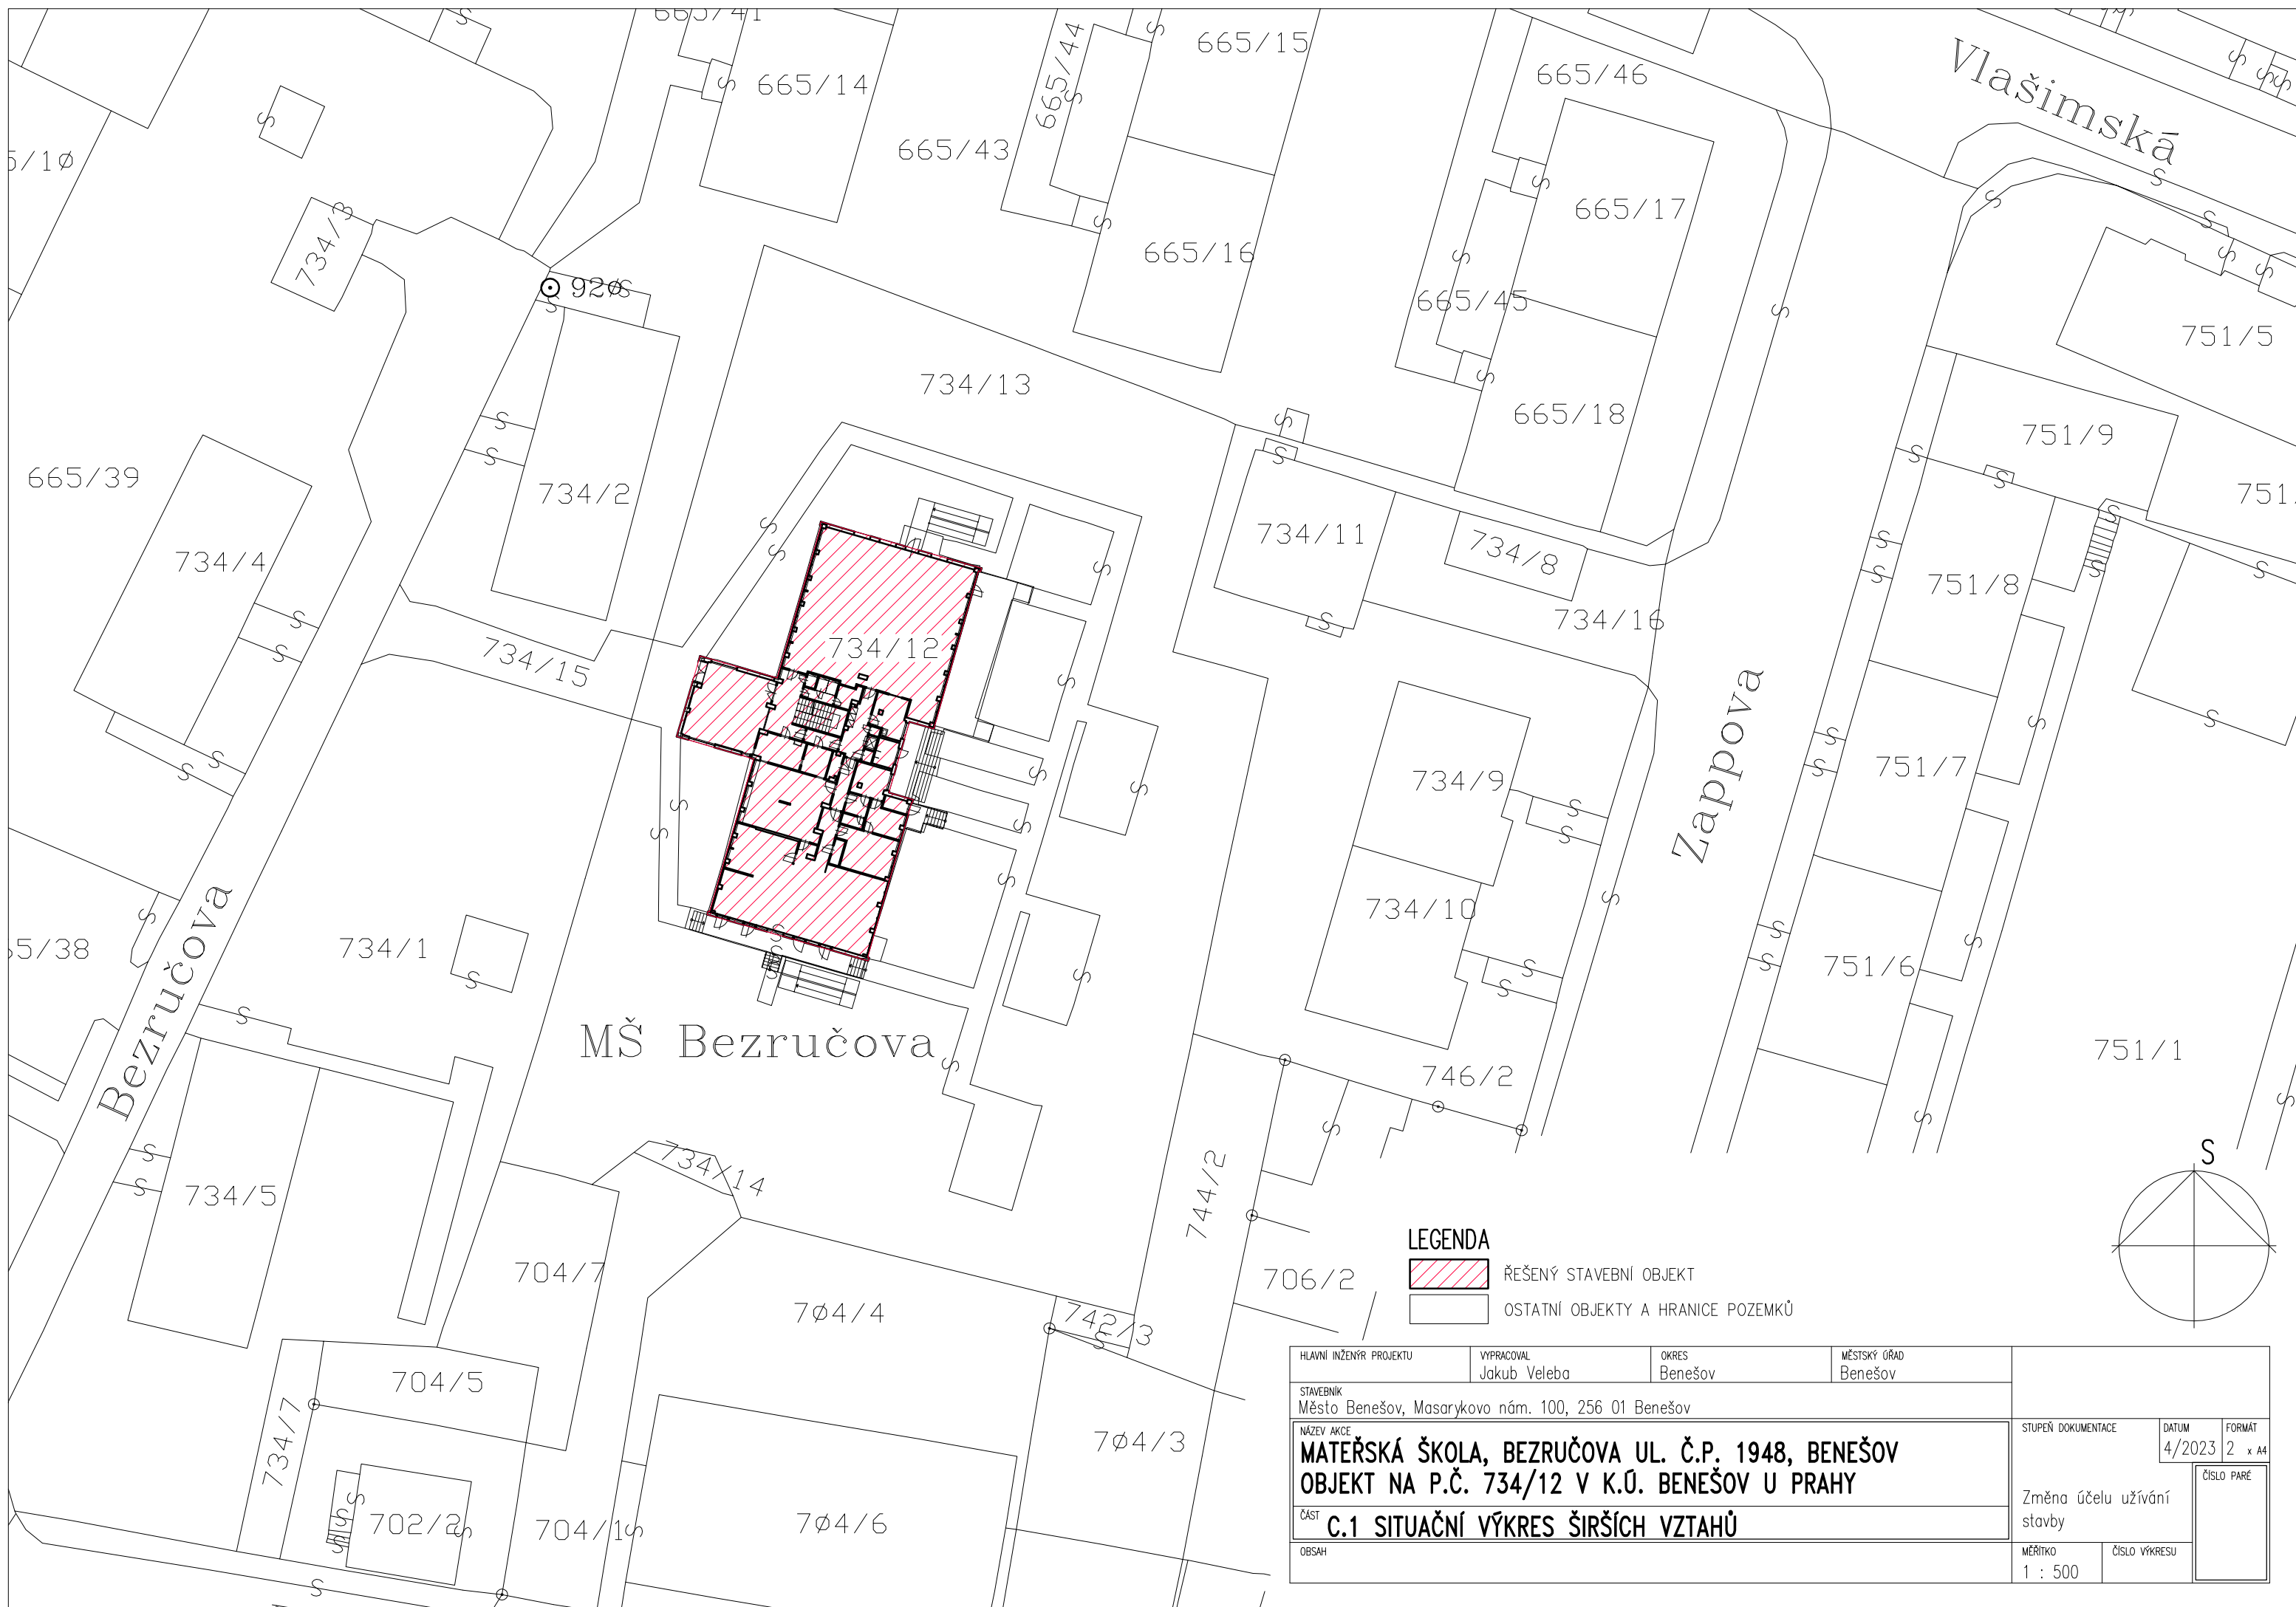 665/41
665/14
665/44
665/15
665/46
Vlašimská
665/43
665/17
665/16
734/3
920
665/45
751/5
734/13
665/18
751/9
665/39
734/2
734/11
734/8
734/4
751/8
734/16
734/12
734/15
Zappova
734/9
751/7
734/10
Bezručova
734/1
751/6
MŠ Bezručova
751/1
746/2
734/14
744/2
734/5
S
704/7
706/2
7ø4/4
742/3
704/5
7ø4/3
734/7
702/2
704/1
7ø4/6
LEGENDA
ŘEŠENÝ STAVEBNÍ OBJEKT
OSTATNÍ OBJEKTY A HRANICE POZEMKŮ
HLAVNÍ INŽENÝR PROJEKTU
VYPRACOVAL
Jakub Veleba
OKRES
Benešov
MĚSTSKÝ ÚŘAD
Benešov
STAVEBNÍK
Město Benešov, Masarykovo nám. 100, 256 01 Benešov
NÁZEV AKCE
MATEŘSKÁ ŠKOLA, BEZRUČOVA UL. Č.P. 1948, BENEŠOV
OBJEKT NA P.Č. 734/12 V K.Ú. BENEŠOV U PRAHY
ČÁST
C.1 SITUAČNÍ VÝKRES ŠIRŠÍCH VZTAHŮ
OBSAH
STUPEŇ DOKUMENTACE
Změna účelu užívání
stavby
DATUM
4/2023
FORMÁT
2 x A4
ČÍSLO PARÉ
MĚŘÍTKO
1 : 500
ČÍSLO VÝKRESU